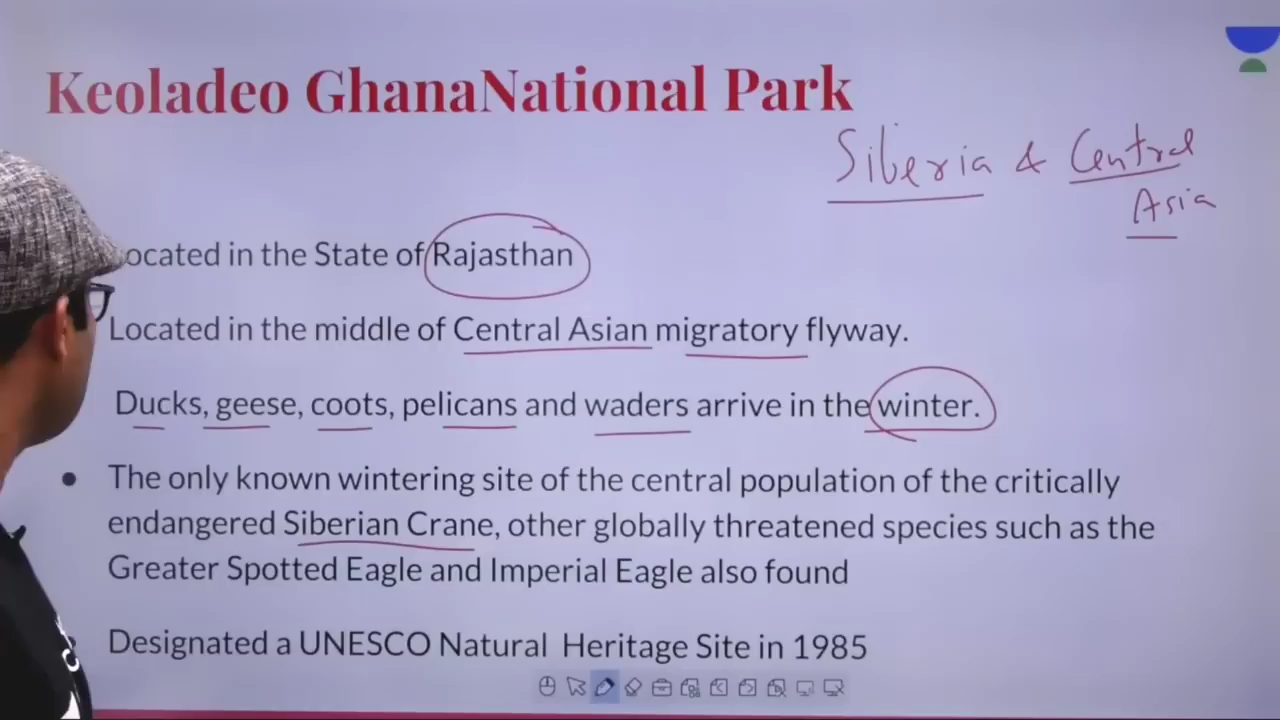 Keoladeo GhanaNational Park
Siberia & Central
Asia
ocated in the State of Rajasthan
Located in the middle of Central Asian migratory flyway.
Ducks, geese, coots, pelicans and waders arrive in the winter.
The only known wintering site of the central population of the critically
endangered Siberian Crane, other globally threatened species such as the
Greater Spotted Eagle and Imperial Eagle also found
Designated a UNESCO Natural Heritage Site in 1985